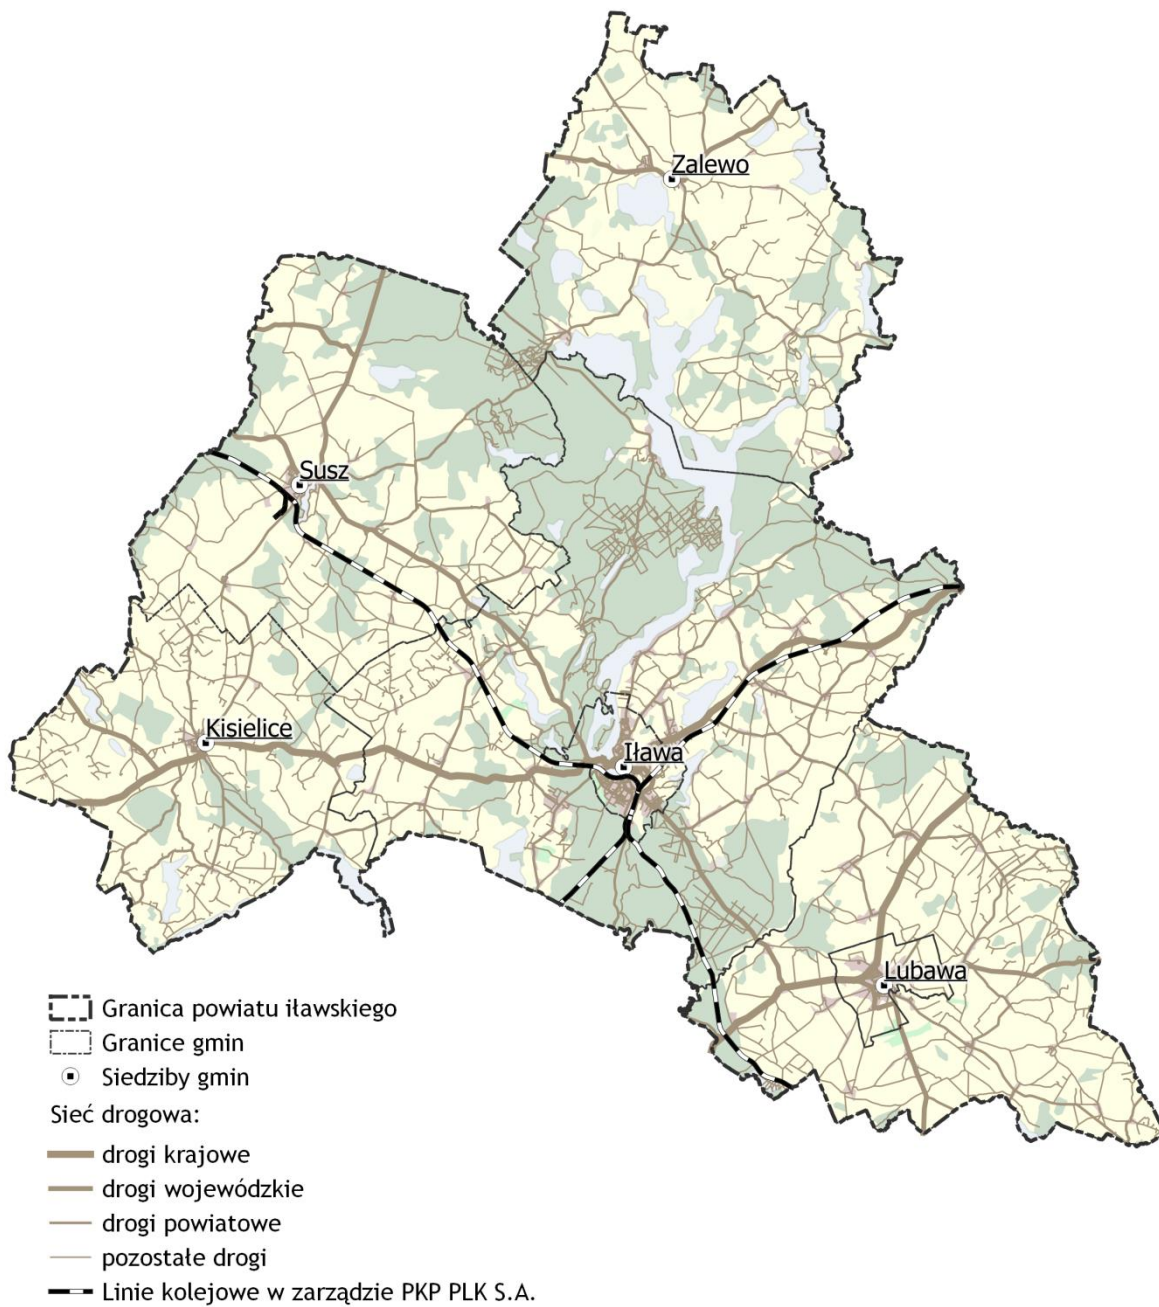 Zalewo
Susz
Kisielice
Iława
Lubawa
Granica powiatu iławskiego
Granice gmin
Siedziby gmin
Sieć drogowa:
drogi krajowe
drogi wojewódzkie
drogi powiatowe
pozostałe drogi
Linie kolejowe w zarządzie PKP PLK S.A.